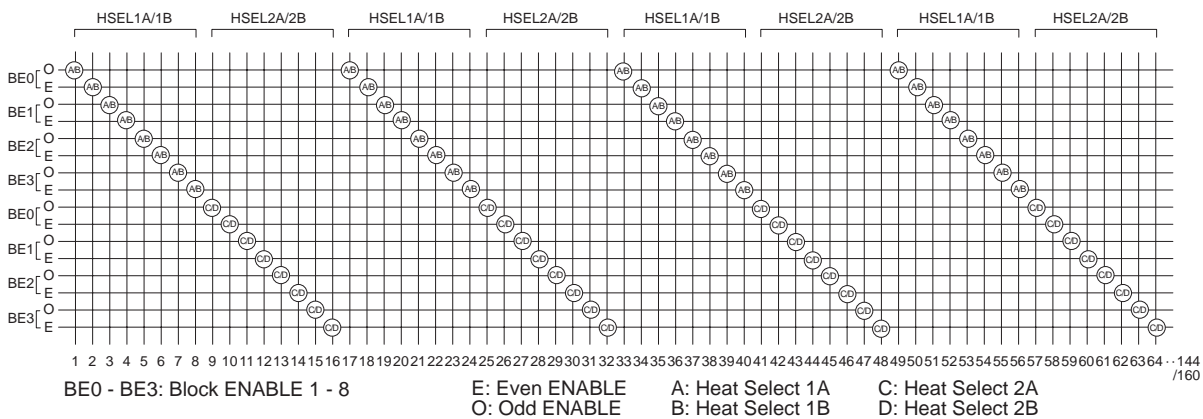 HSEL1A/1B HSEL2A/2B HSEL1A/1B HSEL2A/2B HSEL1A/1B HSEL2A/2B HSEL1A/1B HSEL2A/2B
BE0 O A/B A/B A/B A/B
E A/B A/B A/B A/B
BE1 O A/B A/B A/B A/B
E A/B A/B A/B A/B
BE2 O A/B A/B A/B A/B
E A/B A/B A/B A/B
BE3 O A/B A/B A/B A/B
E A/B A/B A/B A/B
BE0 O C/D C/D C/D C/D
E C/D C/D C/D C/D
BE1 O C/D C/D C/D C/D
E C/D C/D C/D C/D
BE2 O C/D C/D C/D C/D
E C/D C/D C/D C/D
BE3 O C/D C/D C/D C/D
E C/D C/D C/D C/D
1 2 3 4 5 6 7 8 9 10 11 12 13 14 15 16 17 18 19 20 21 22 23 24 25 26 27 28 29 30 31 32 33 34 35 36 37 38 39 40 41 42 43 44 45 46 47 48 49 50 51 52 53 54 55 56 57 58 59 60 61 62 63 64 ··144
/160
BE0 - BE3: Block ENABLE 1 - 8 E: Even ENABLE A: Heat Select 1A C: Heat Select 2A
O: Odd ENABLE B: Heat Select 1B D: Heat Select 2B